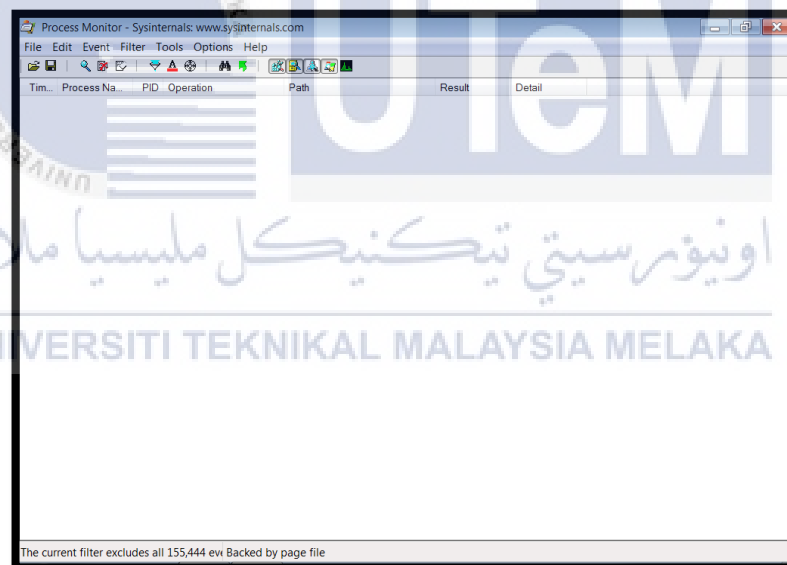 Process Monitor - Sysinternals: www.sysinternals.com
File Edit Event Filter Tools Options Help
Tim... Process Na... PID Operation Path Result Detail
UTeM
اونيۏرسيتي تيكنيكل مليسيا ملا
UNIVERSITI TEKNIKAL MALAYSIA MELAKA
The current filter excludes all 155,444 eve Backed by page file